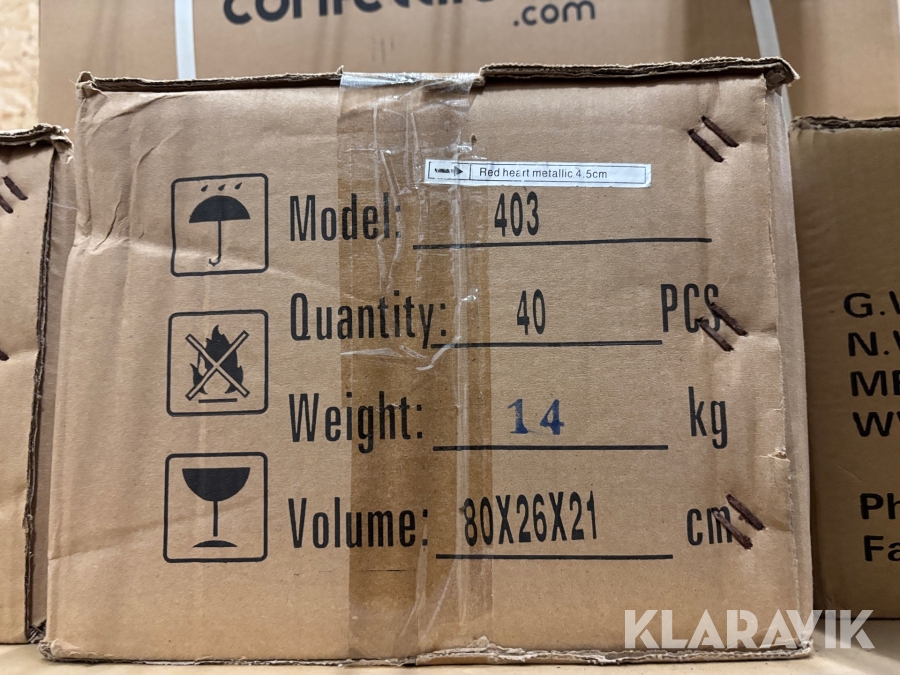 .com
Red heart metallic 4.5cm
Model: 403
Quantity: 40 PCS
Weight: 14 kg
Volume: 80X26X21 cm
KLARAVIK